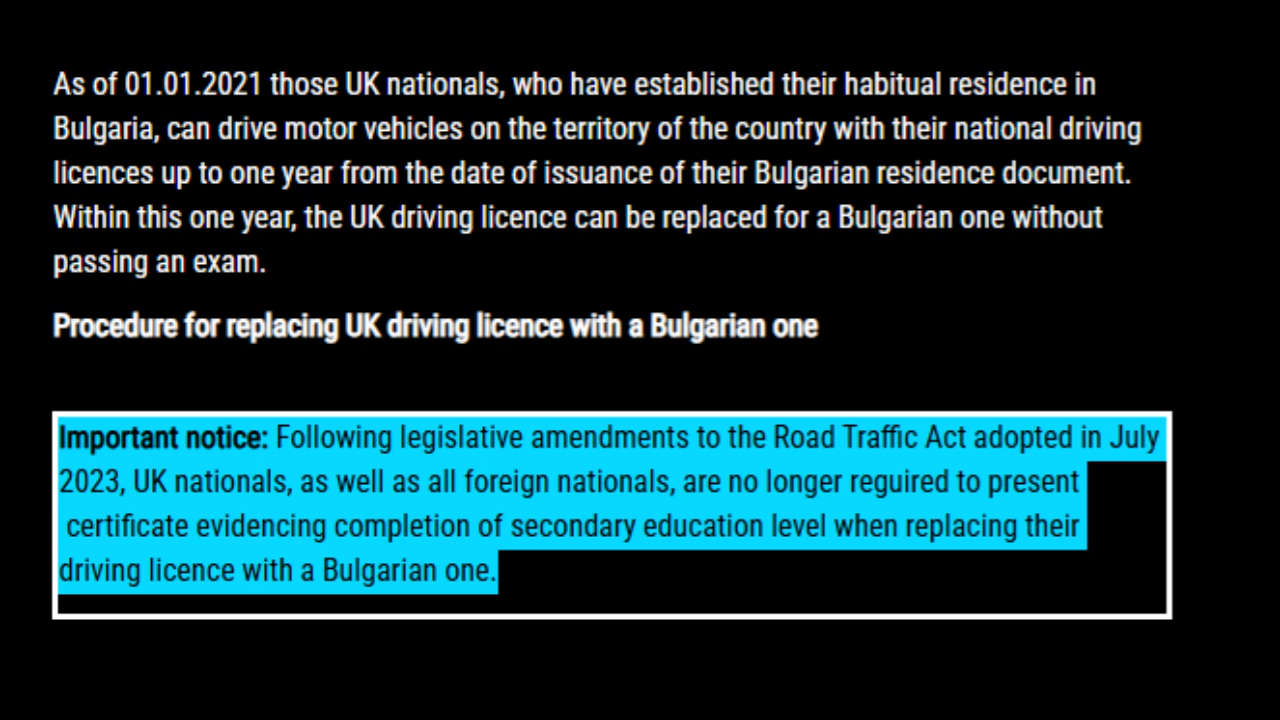 As of 01.01.2021 those UK nationals, who have established their habitual residence in
Bulgaria, can drive motor vehicles on the territory of the country with their national driving
licences up to one year from the date of issuance of their Bulgarian residence document.
Within this one year, the UK driving licence can be replaced for a Bulgarian one without
passing an exam.
Procedure for replacing UK driving licence with a Bulgarian one
Important notice: Following legislative amendments to the Road Traffic Act adopted in July
2023, UK nationals, as well as all foreign nationals, are no longer reguired to present
certificate evidencing completion of secondary education level when replacing their
driving licence with a Bulgarian one.